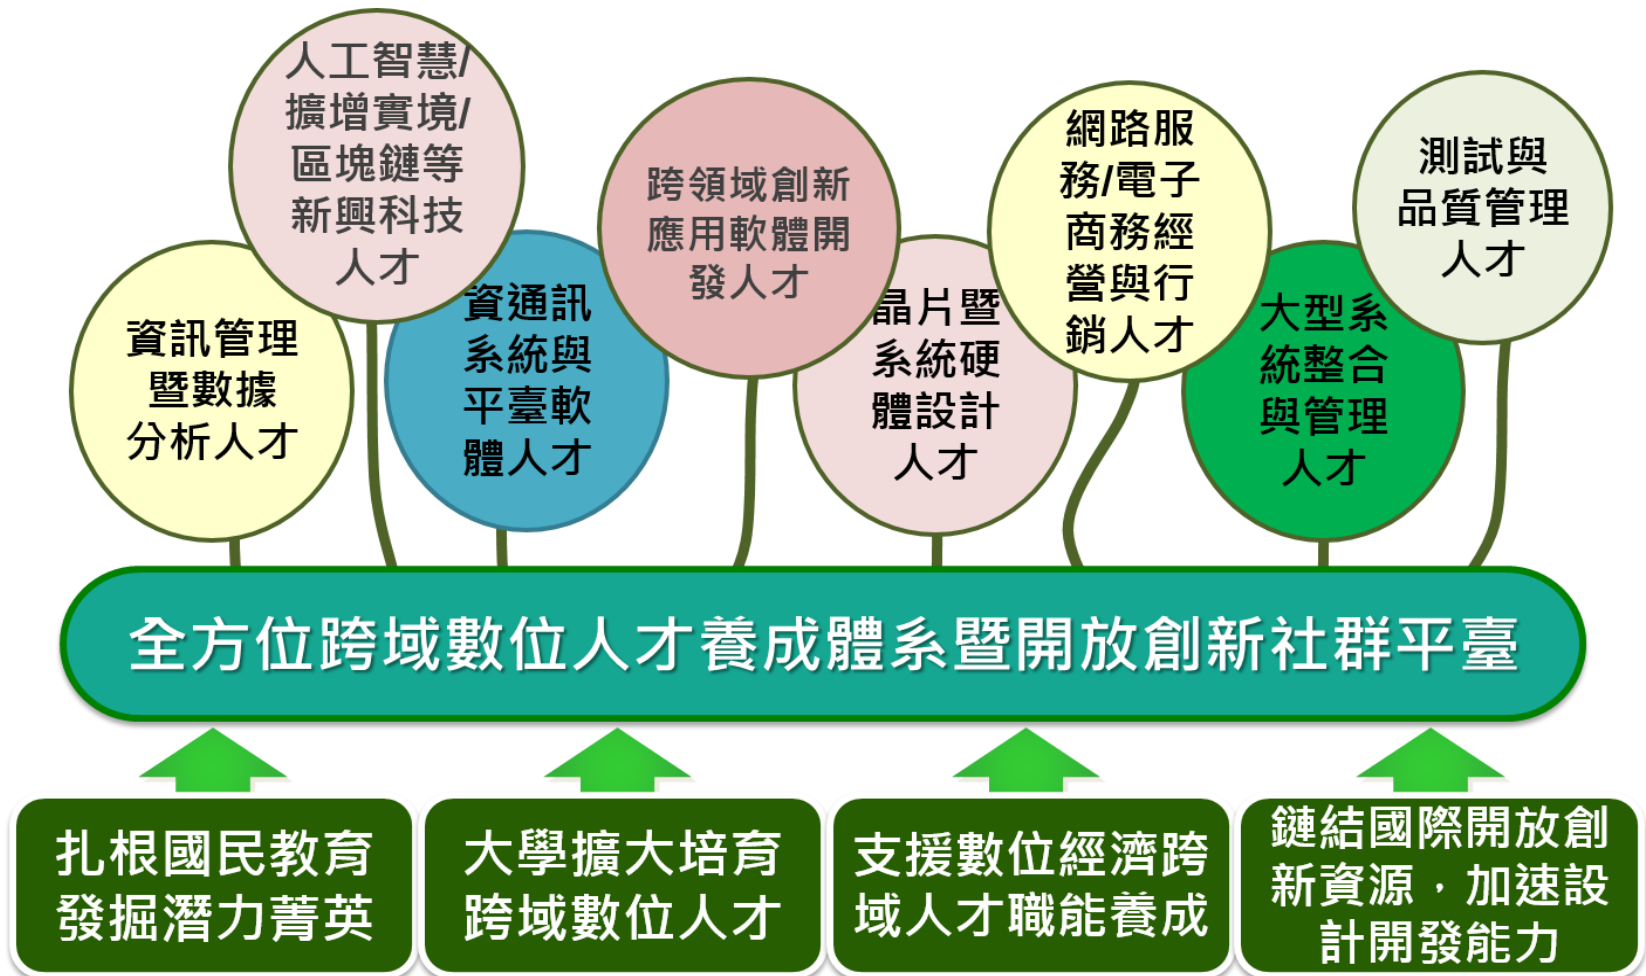 人工智慧/
擴增實境/
區塊鏈等
新興科技
人才
跨領域創新
應用軟體開
發人才
網路服
務/電子
商務經
營與行
銷人才
測試與
品質管理
人才
資訊管理
暨數據
分析人才
資通訊
系統與
平臺軟
體人才
晶片暨
系統硬
體設計
人才
大型系
統整合
與管理
人才
全方位跨域數位人才養成體系暨開放創新社群平臺
扎根國民教育
發掘潛力菁英
大學擴大培育
跨域數位人才
支援數位經濟跨
域人才職能養成
鏈結國際開放創
新資源，加速設
計開發能力